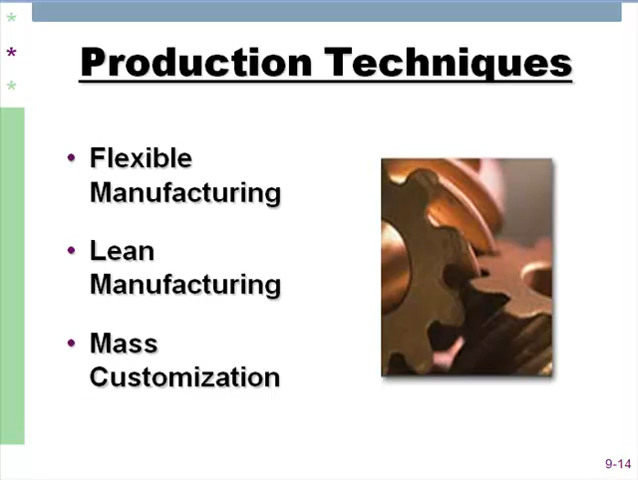 *
*
*
Production Techniques
• Flexible
Manufacturing
• Lean
Manufacturing
• Mass
Customization
9-14